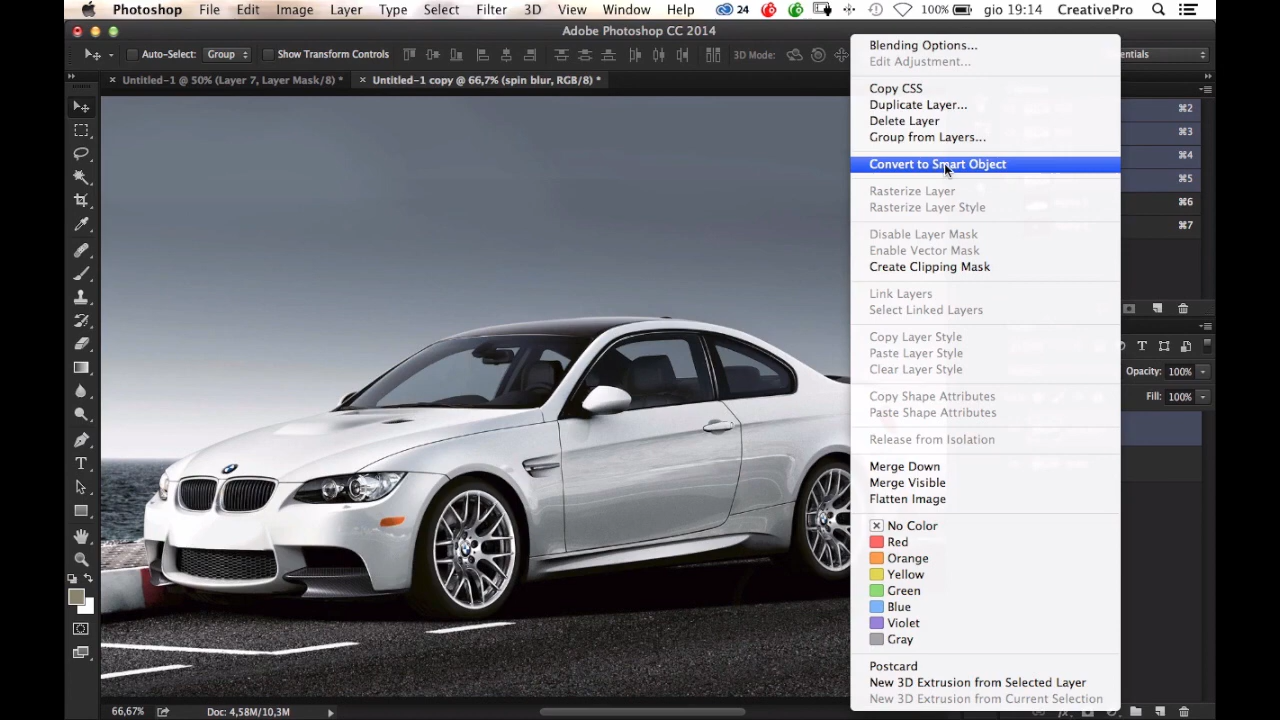 Photoshop File Edit Image Layer Type Select Filter 3D View Window Help 24 100% gio 19:14 CreativePro
Adobe Photoshop CC 2014
Auto-Select: Group Show Transform Controls 3D Mode: entials
× Untitled-1 @ 50% (Layer 7, Layer Mask/8) * × Untitled-1 copy @ 66,7% (spin blur, RGB/8) *
Blending Options...
Edit Adjustment...
Copy CSS
Duplicate Layer...
Delete Layer
Group from Layers...
Convert to Smart Object
Rasterize Layer
Rasterize Layer Style
Disable Layer Mask
Enable Vector Mask
Create Clipping Mask
Link Layers
Select Linked Layers
Copy Layer Style
Paste Layer Style
Clear Layer Style
Copy Shape Attributes
Paste Shape Attributes
Release from Isolation
Merge Down
Merge Visible
Flatten Image
No Color
Red
Orange
Yellow
Green
Blue
Violet
Gray
Postcard
New 3D Extrusion from Selected Layer
New 3D Extrusion from Current Selection
⌘2
⌘3
⌘4
⌘5
⌘6
⌘7
Opacity: 100%
Fill: 100%
66,67% Doc: 4,58M/10,3M